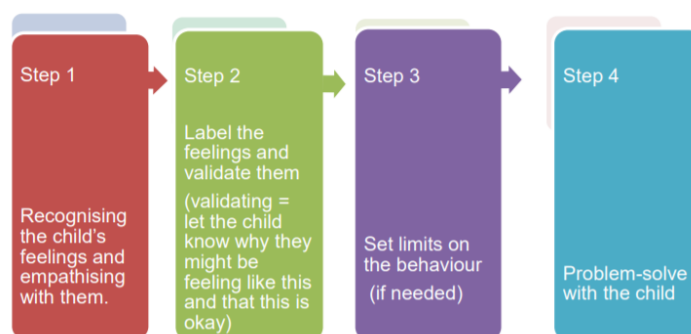 Step 1
Recognising
the child's
feelings and
empathising
with them.
Step 2
Label the
feelings and
validate them
(validating =
let the child
know why they
might be
feeling like this
and that this is
okay)
Step 3
Set limits on
the behaviour
(if needed)
Step 4
Problem-solve
with the child